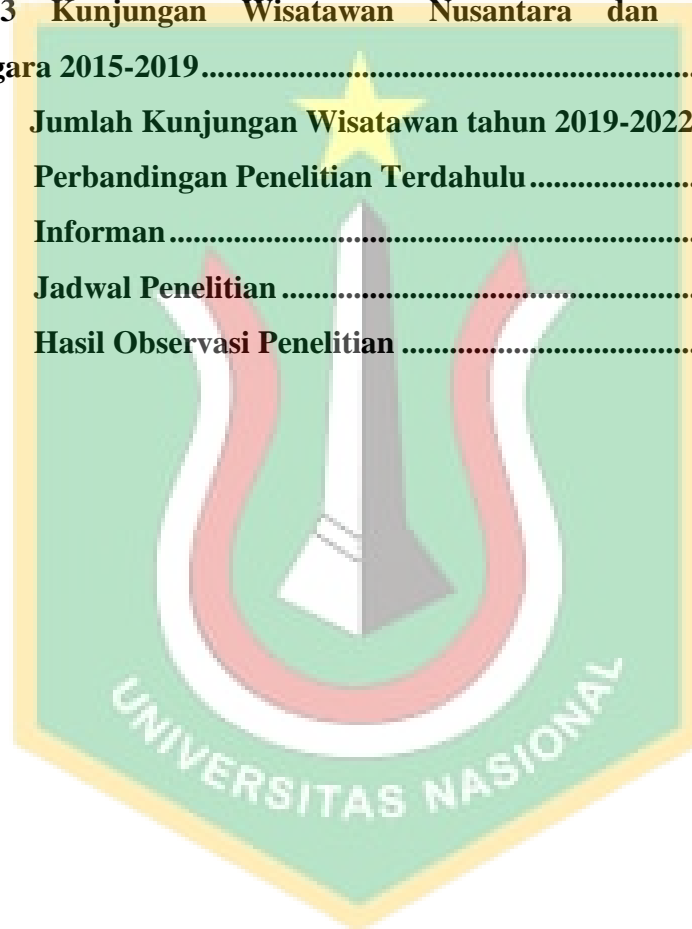 3 Kunjungan Wisatawan Nusantara dan
gara 2015-2019........................................................
Jumlah Kunjungan Wisatawan tahun 2019-2022
Perbandingan Penelitian Terdahulu....................
Informan................................................................
Jadwal Penelitian ..................................................
Hasil Observasi Penelitian ...................................
UNIVERSITAS NASIONAL